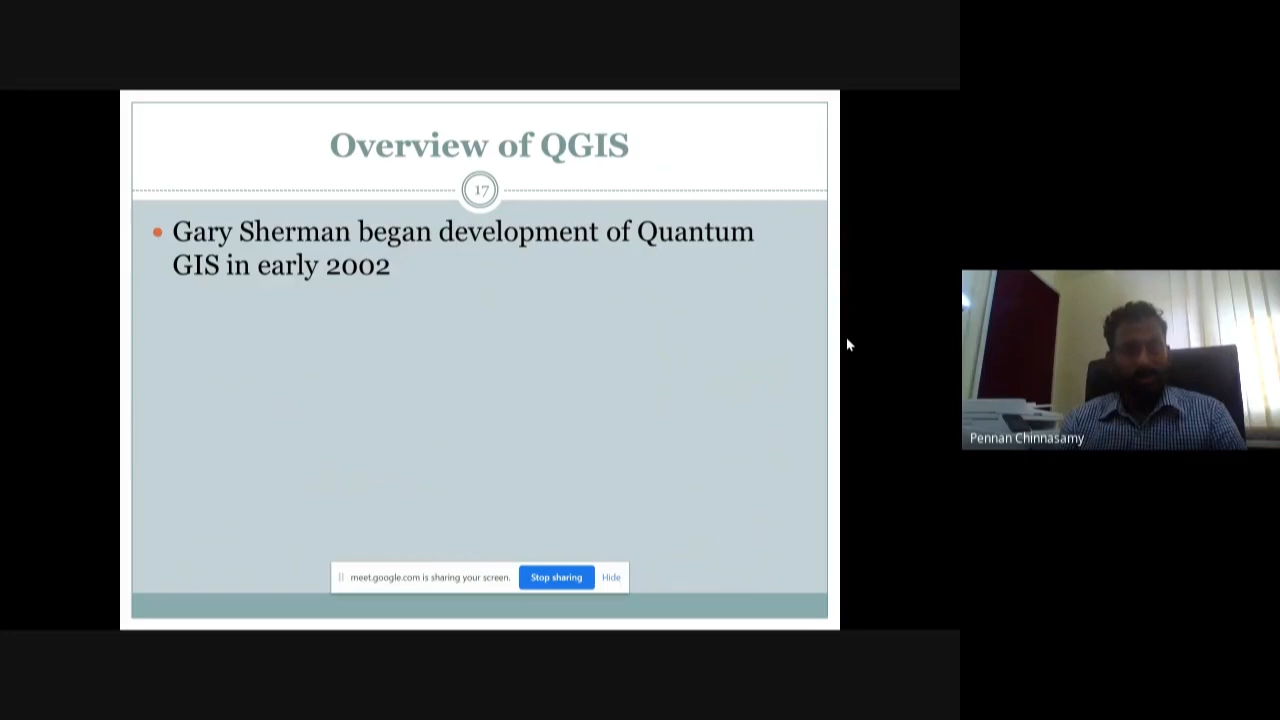 Overview of QGIS
17
• Gary Sherman began development of Quantum
GIS in early 2002
meet.google.com is sharing your screen.
Stop sharing
Hide
Pennan Chinnasamy